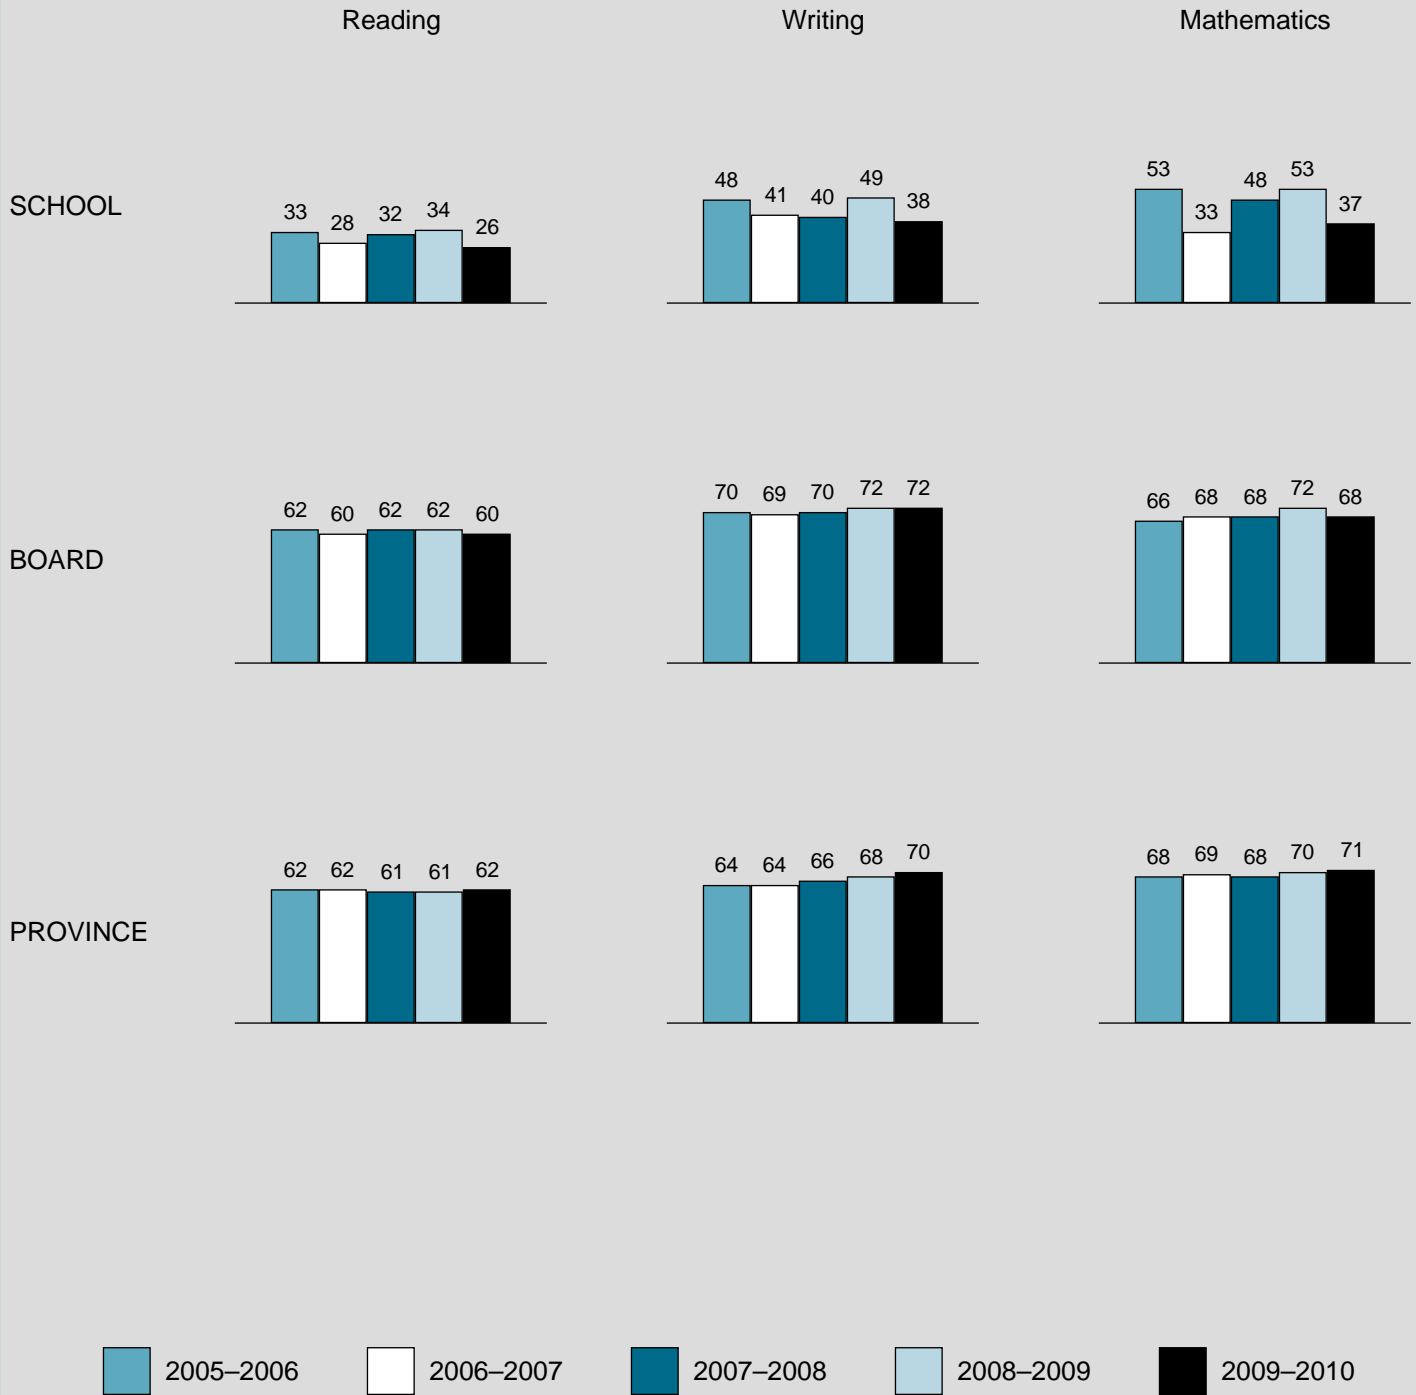 Reading Writing Mathematics
SCHOOL
33 28 32 34 26
48 41 40 49 38
53 33 48 53 37
BOARD
62 60 62 62 60
70 69 70 72 72
66 68 68 72 68
PROVINCE
62 62 61 61 62
64 64 66 68 70
68 69 68 70 71
2005–2006 2006–2007 2007–2008 2008–2009 2009–2010